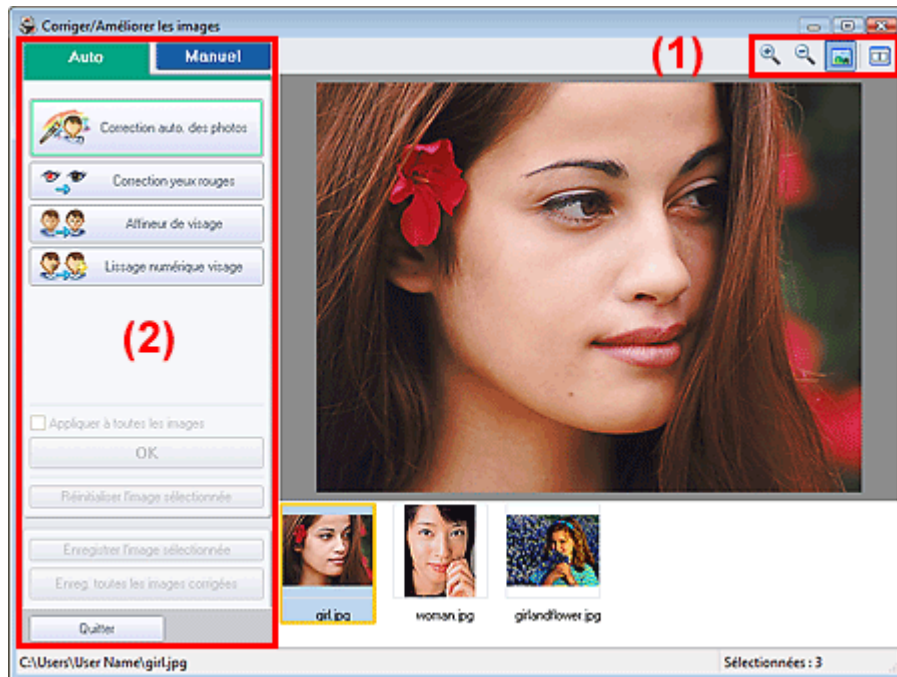 Corriger/Améliorer les images
Auto
Manuel
(1)
Correction auto. des photos
Correction yeux rouges
Affineur de visage
Lissage numérique visage
(2)
Appliquer à toutes les images
OK
Réinitialiser l'image sélectionnée
Enregistrer l'image sélectionnée
Enreg. toutes les images corrigées
Quitter
girl.jpg
woman.jpg
girlandflower.jpg
C:\Users\User Name\girl.jpg
Sélectionnées : 3